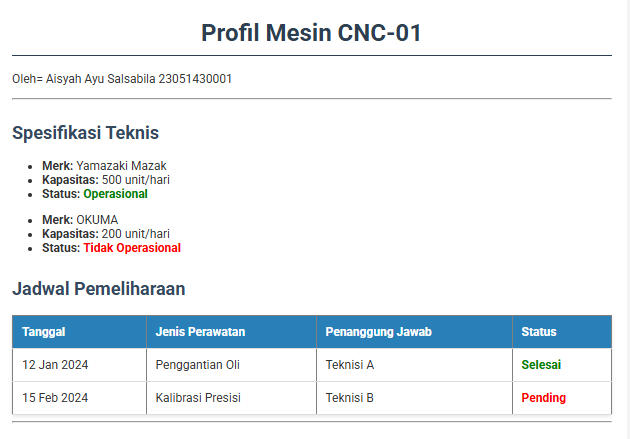 Profil Mesin CNC-01
Oleh= Aisyah Ayu Salsabila 23051430001
Spesifikasi Teknis
Merk: Yamazaki Mazak
Kapasitas: 500 unit/hari
Status: Operasional
Merk: OKUMA
Kapasitas: 200 unit/hari
Status: Tidak Operasional
Jadwal Pemeliharaan
Tanggal Jenis Perawatan Penanggung Jawab Status
12 Jan 2024 Penggantian Oli Teknisi A Selesai
15 Feb 2024 Kalibrasi Presisi Teknisi B Pending